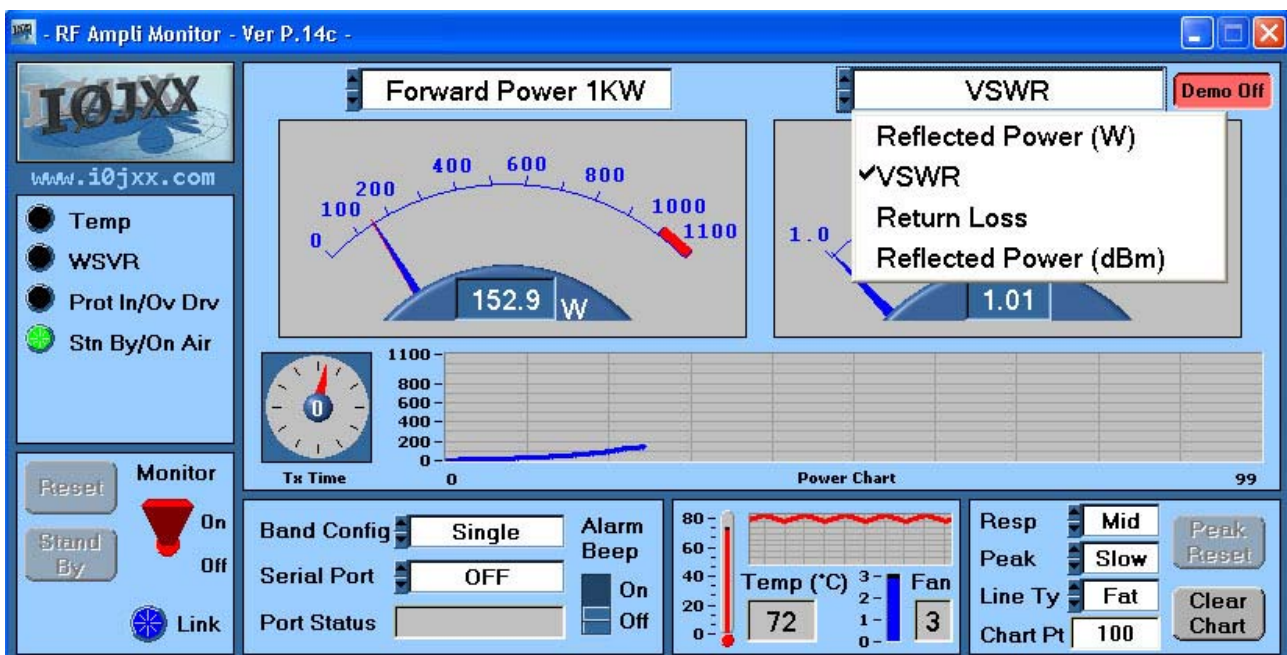 - RF Ampli Monitor - Ver P.14c -
IØJXX
www.i0jxx.com
Temp
WSVR
Prot In/Ov Drv
Stn By/On Air
Reset
Stand By
Monitor
On
Off
Link
Forward Power 1KW
0 100 200 400 600 800 1000 1100
152.9 W
VSWR
Demo Off
Reflected Power (W)
✔VSWR
Return Loss
Reflected Power (dBm)
1.0
1.01
0
Tx Time
1100
800
600
400
200
0
0 Power Chart 99
Band Config Single
Serial Port OFF
Port Status
Alarm
Beep
On
Off
80
60
40
20
0
Temp (°C)
72
3
2
1
0
Fan
3
Resp Mid
Peak Slow
Line Ty Fat
Chart Pt 100
Peak
Reset
Clear
Chart